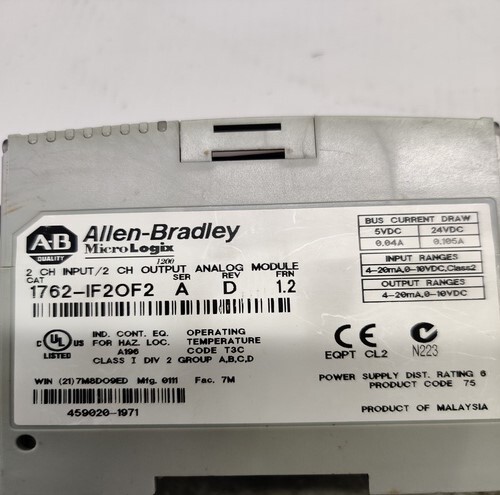 A-B
QUALITY
Allen-Bradley
MicroLogix
1200
2 CH INPUT/2 CH OUTPUT ANALOG MODULE
CAT SER REV FRN
1762-IF2OF2 A D 1.2
BUS CURRENT DRAW
5VDC 24VDC
0.04A 0.105A
INPUT RANGES
4-20mA,0-10VDC,Class2
OUTPUT RANGES
4-20mA,0-10VDC
c UL us
LISTED
IND. CONT. EQ. OPERATING
FOR HAZ. LOC. TEMPERATURE
A196 CODE T3C
CLASS I DIV 2 GROUP A,B,C,D
CE
EQPT CL2 N223
WIN (21)7M8DO9ED Mfg. 0111 Fac. 7M
459020-1971
POWER SUPPLY DIST. RATING 6
PRODUCT CODE 75
PRODUCT OF MALAYSIA